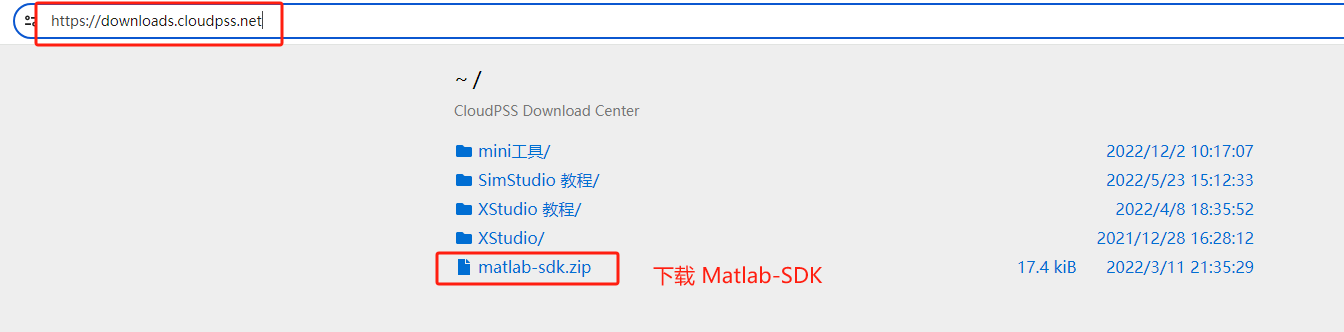 https://downloads.cloudpss.net
~ /
CloudPSS Download Center
mini工具/ 2022/12/2 10:17:07
SimStudio 教程/ 2022/5/23 15:12:33
XStudio 教程/ 2022/4/8 18:35:52
XStudio/ 2021/12/28 16:28:12
matlab-sdk.zip 下载 Matlab-SDK 17.4 kiB 2022/3/11 21:35:29